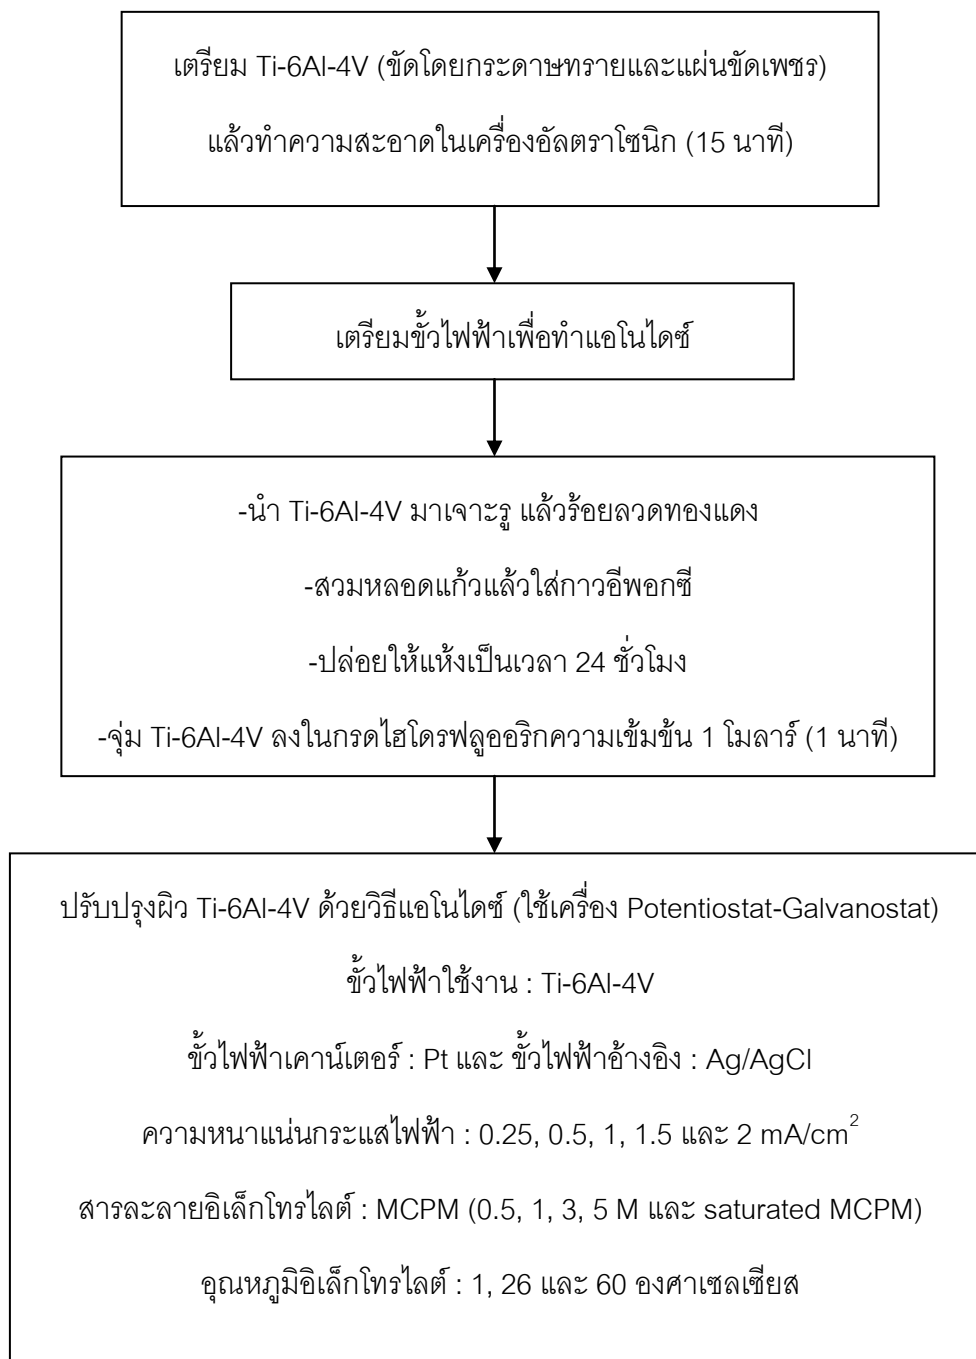 เตรียม Ti-6Al-4V (ขัดโดยกระดาษทรายและแผ่นขัดเพชร)
แล้วทำความสะอาดในเครื่องอัลตราโซนิก (15 นาที)
เตรียมขั้วไฟฟ้าเพื่อทำแอโนไดซ์
-นำ Ti-6Al-4V มาเจาะรู แล้วร้อยลวดทองแดง
-สวมหลอดแก้วแล้วใส่กาวอีพอกซี
-ปล่อยให้แห้งเป็นเวลา 24 ชั่วโมง
-จุ่ม Ti-6Al-4V ลงในกรดไฮโดรฟลูออริกความเข้มข้น 1 โมลาร์ (1 นาที)
ปรับปรุงผิว Ti-6Al-4V ด้วยวิธีแอโนไดซ์ (ใช้เครื่อง Potentiostat-Galvanostat)
ขั้วไฟฟ้าใช้งาน : Ti-6Al-4V
ขั้วไฟฟ้าเคาน์เตอร์ : Pt และ ขั้วไฟฟ้าอ้างอิง : Ag/AgCl
ความหนาแน่นกระแสไฟฟ้า : 0.25, 0.5, 1, 1.5 และ 2 mA/cm²
สารละลายอิเล็กโทรไลต์ : MCPM (0.5, 1, 3, 5 M และ saturated MCPM)
อุณหภูมิอิเล็กโทรไลต์ : 1, 26 และ 60 องศาเซลเซียส